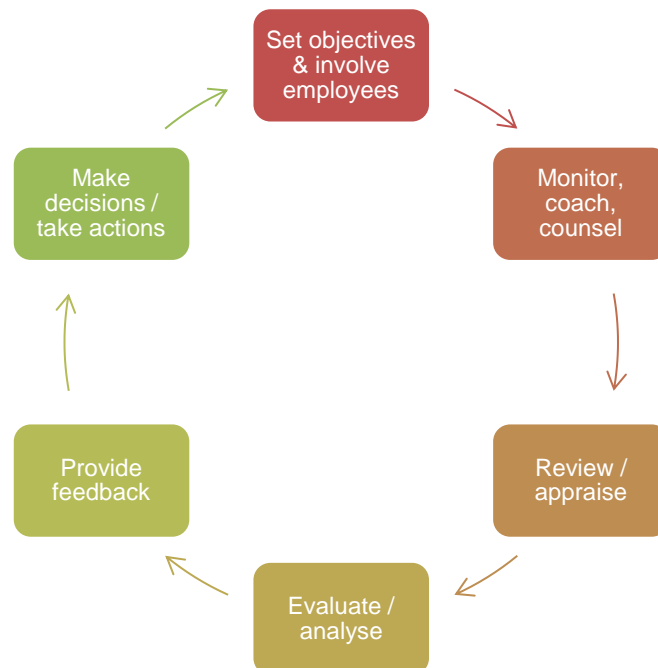 Set objectives
& involve
employees
Monitor,
coach,
counsel
Review /
appraise
Evaluate /
analyse
Provide
feedback
Make
decisions /
take actions